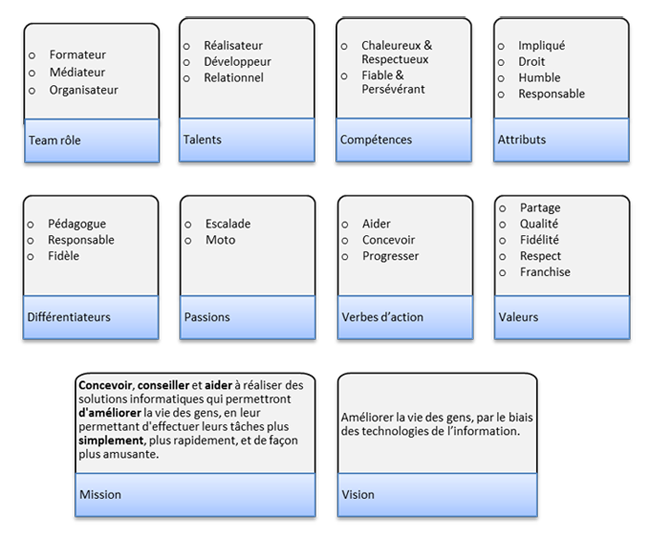 Formateur
Médiateur
Organisateur
Team rôle
Réalisateur
Développeur
Relationnel
Talents
Chaleureux &
Respectueux
Fiable &
Persévérant
Compétences
Impliqué
Droit
Humble
Responsable
Attributs
Pédagogue
Responsable
Fidèle
Différentiateurs
Escalade
Moto
Passions
Aider
Concevoir
Progresser
Verbes d'action
Partage
Qualité
Fidélité
Respect
Franchise
Valeurs
Concevoir, conseiller et aider à réaliser des
solutions informatiques qui permettront
d'améliorer la vie des gens, en leur
permettant d'effectuer leurs tâches plus
simplement, plus rapidement, et de façon
plus amusante.
Mission
Améliorer la vie des gens, par le biais
des technologies de l'information.
Vision